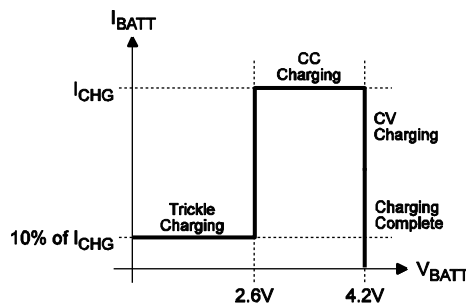 IBATT
CC
Charging
ICHG
CV
Charging
Trickle
Charging
Charging
Complete
10% of ICHG
VBATT
2.6V
4.2V